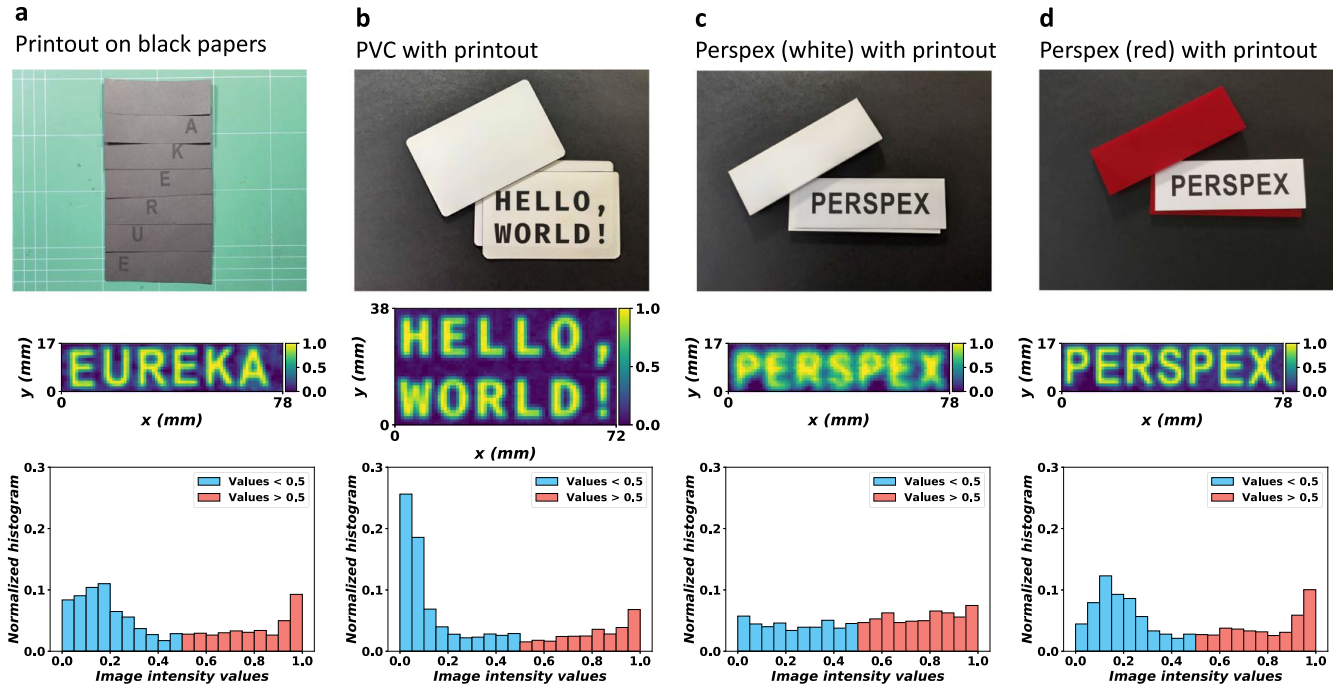 a
Printout on black papers
A
K
E
R
U
E
17
y (mm)
0
EUREKA
1.0
0.5
0.0
0
78
x (mm)
0.3
0.2
0.1
0.0
Normalized histogram
Values < 0.5
Values > 0.5
0.0 0.2 0.4 0.6 0.8 1.0
Image intensity values
b
PVC with printout
HELLO,
WORLD!
38
y (mm)
0
HELLO,
WORLD!
1.0
0.5
0.0
0
72
x (mm)
0.3
0.2
0.1
0.0
Normalized histogram
Values < 0.5
Values > 0.5
0.0 0.2 0.4 0.6 0.8 1.0
Image intensity values
c
Perspex (white) with printout
PERSPEX
17
y (mm)
0
PERSPEX
1.0
0.5
0.0
0
78
x (mm)
0.3
0.2
0.1
0.0
Normalized histogram
Values < 0.5
Values > 0.5
0.0 0.2 0.4 0.6 0.8 1.0
Image intensity values
d
Perspex (red) with printout
PERSPEX
17
y (mm)
0
PERSPEX
1.0
0.5
0.0
0
78
x (mm)
0.3
0.2
0.1
0.0
Normalized histogram
Values < 0.5
Values > 0.5
0.0 0.2 0.4 0.6 0.8 1.0
Image intensity values